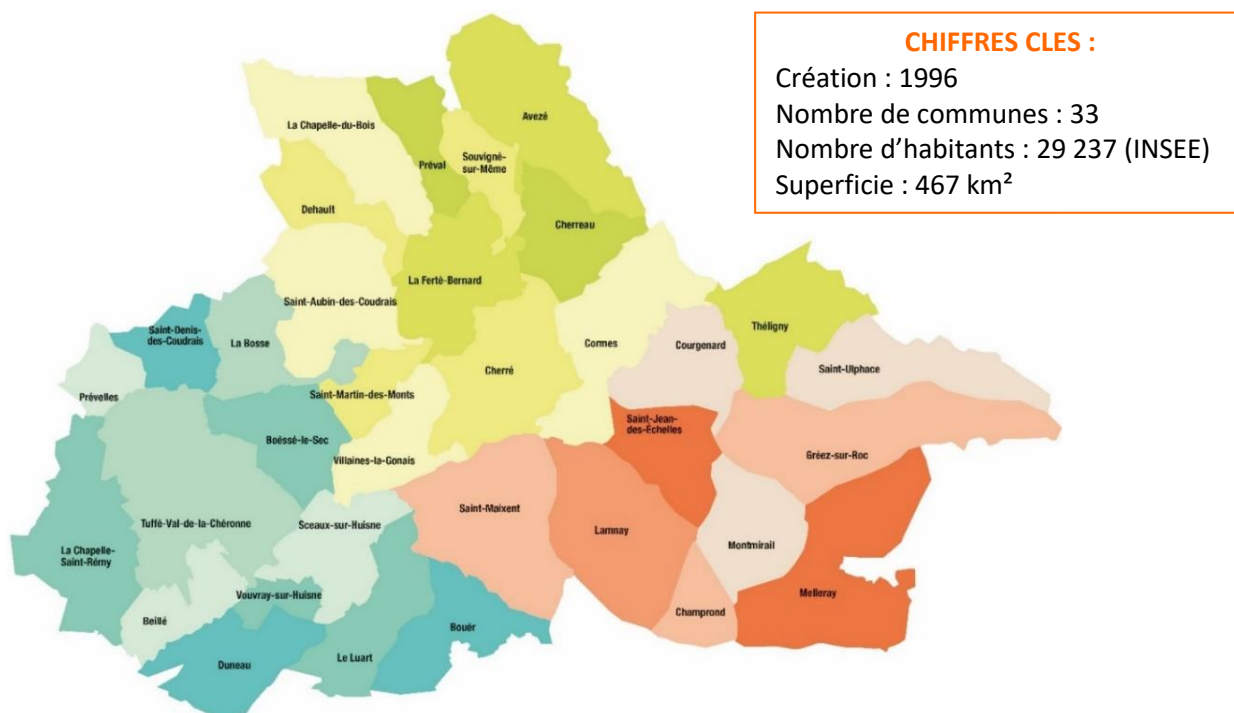 CHIFFRES CLES :
Création : 1996
Nombre de communes : 33
Nombre d’habitants : 29 237 (INSEE)
Superficie : 467 km²
La Chapelle-du-Bois
Avezé
Préval
Souvigné-
sur-Même
Dehault
Cherreau
La Ferté-Bernard
Saint-Aubin-des-Coudrais
Saint-Denis-
des-Coudrais
La Bosse
Théligny
Cormes
Courgenard
Saint-Ulphace
Cherré
Prévelles
Saint-Martin-des-Monts
Saint-Jean-
des-Échelles
Boëssé-le-Sec
Villaines-la-Gonais
Gréez-sur-Roc
Saint-Maixent
Tuffé-Val-de-la-Chéronne
Sceaux-sur-Huisne
Lamnay
Montmirail
La Chapelle-
Saint-Rémy
Vouvray-sur-Huisne
Melleray
Champrond
Beillé
Bouër
Le Luart
Duneau